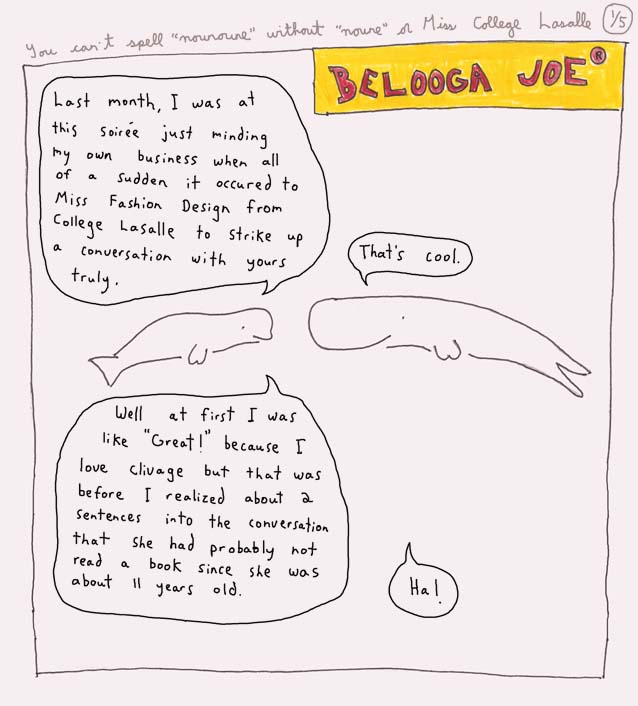 You can't spell "nounoune" without "noune" or Miss College Lasalle 1/5
BELOOGA JOE®
Last month, I was at
this soirée just minding
my own business when all
of a sudden it occured to
Miss Fashion Design from
College Lasalle to strike up
a conversation with yours
truly.
That's cool.
Well at first I was
like "Great!" because I
love clivage but that was
before I realized about 2
sentences into the conversation
that she had probably not
read a book since she was
about 11 years old.
Ha!